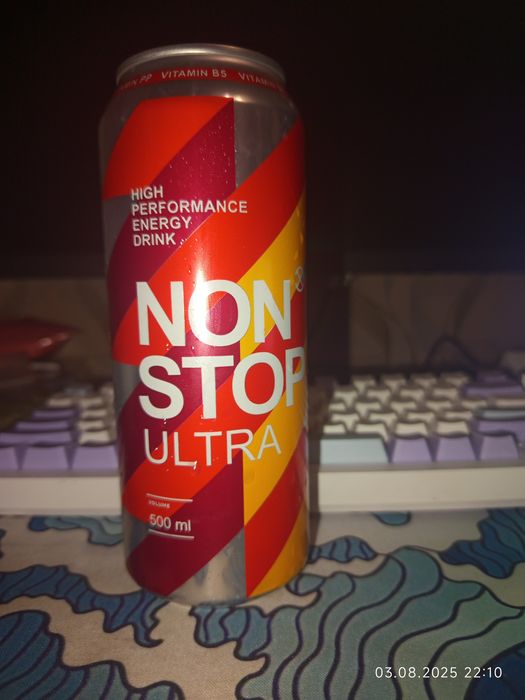 VITAMIN PP VITAMIN B5 VITAMIN
HIGH
PERFORMANCE
ENERGY
DRINK
NON®
STOP
ULTRA
VOLUME
500 ml
03.08.2025 22:10